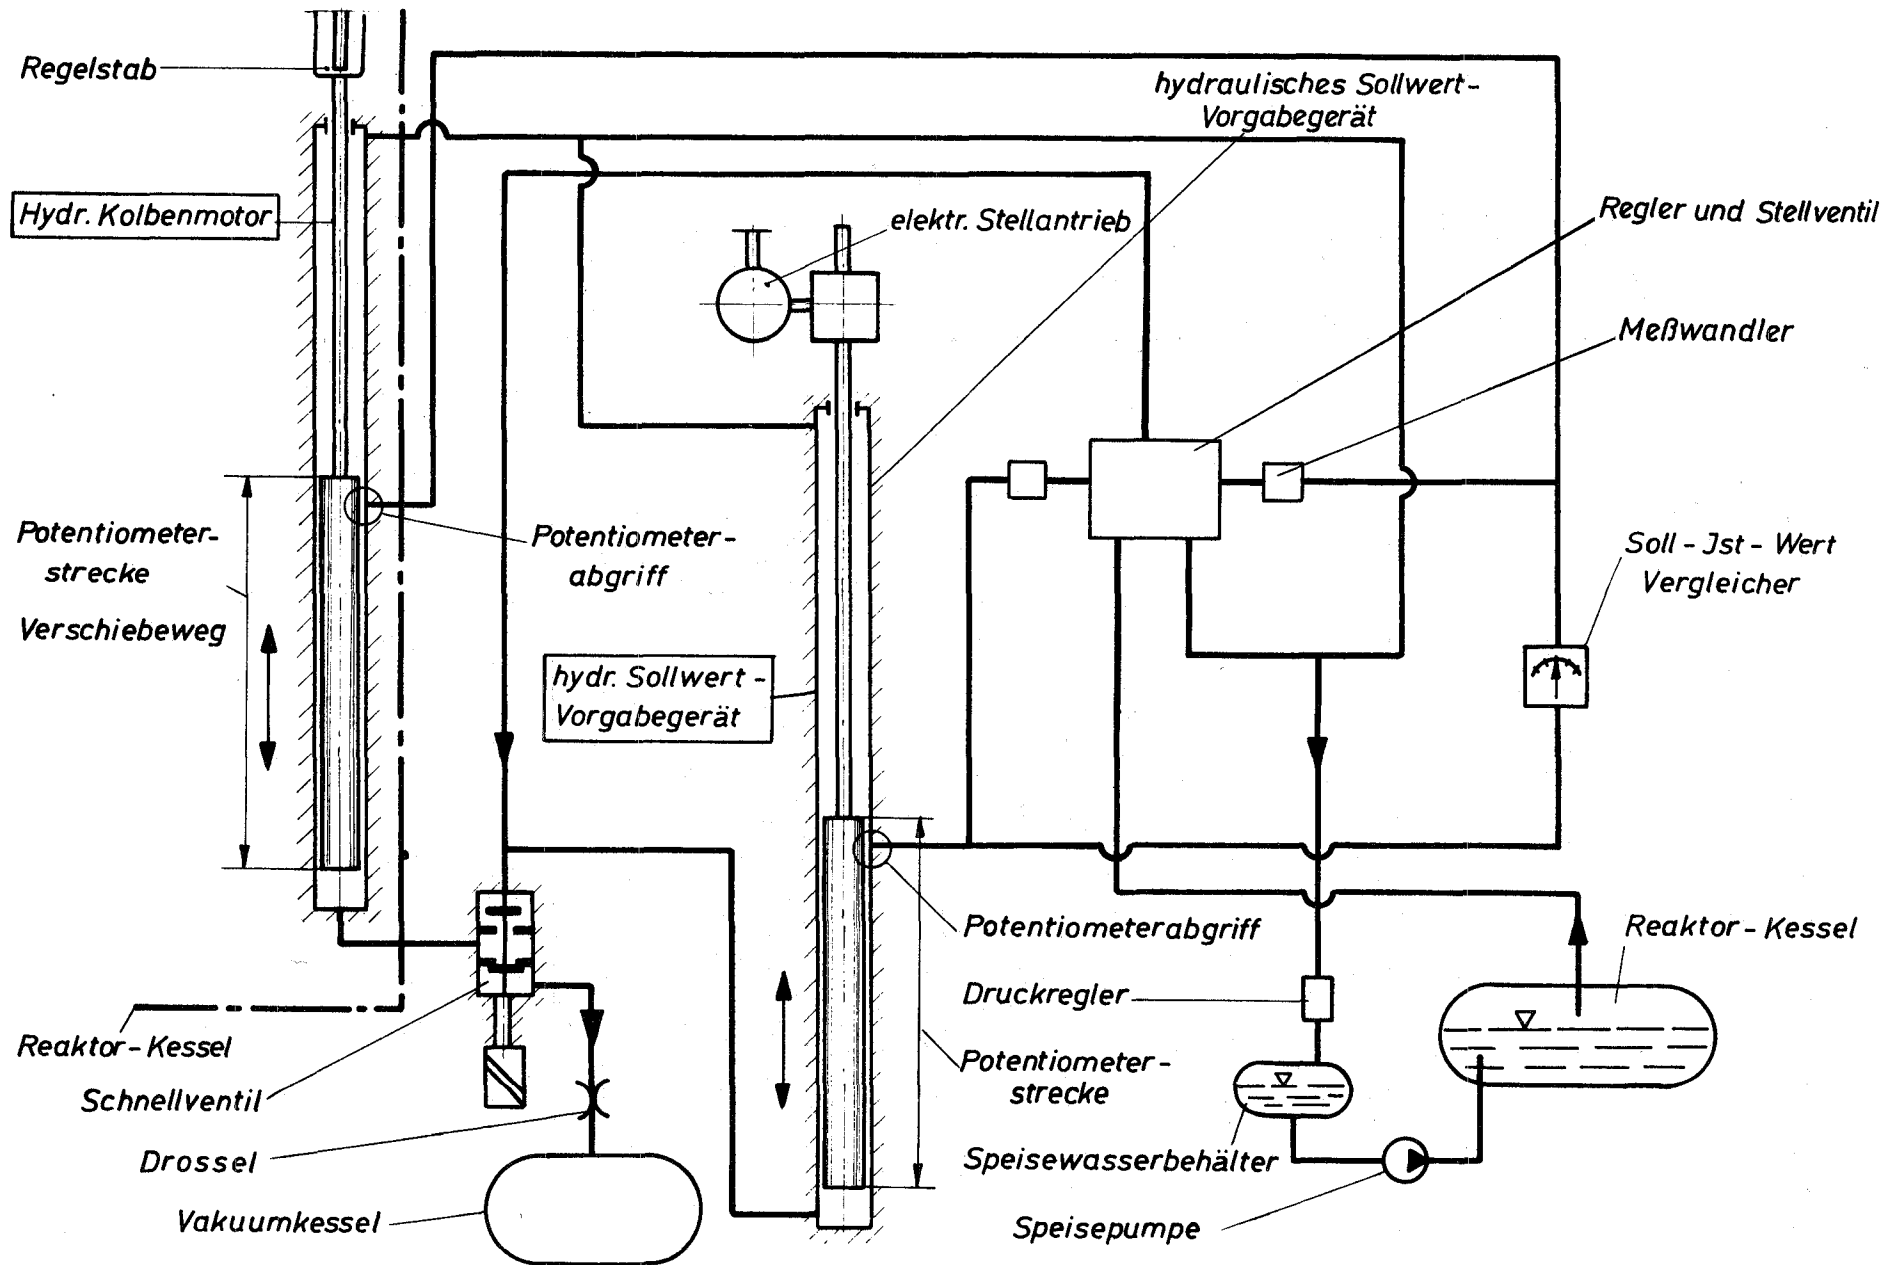 Regelstab
hydraulisches Sollwert-
Vorgabegerät
Hydr. Kolbenmotor
elektr. Stellantrieb
Regler und Stellventil
Meßwandler
Potentiometer-
strecke
Verschiebeweg
Potentiometer-
abgriff
Soll-Jst-Wert
Vergleicher
hydr. Sollwert-
Vorgabegerät
Potentiometerabgriff
Reaktor-Kessel
Druckregler
Reaktor-Kessel
Potentiometer-
strecke
Schnellventil
Drossel
Speisewasserbehälter
Vakuumkessel
Speisepumpe